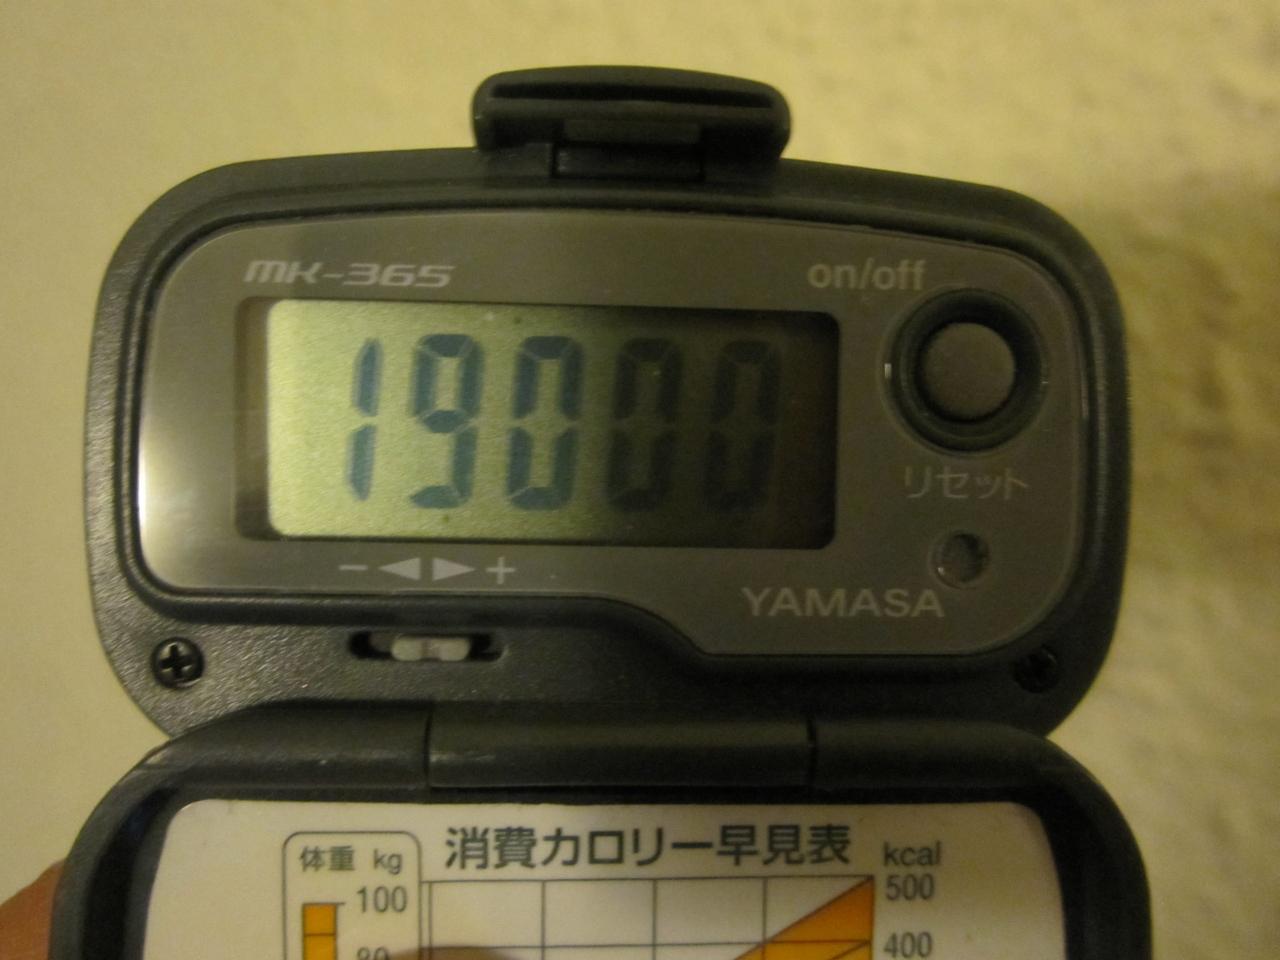 MK-365
on/off
19000
リセット
- ◀ ▶ +
YAMASA
消費カロリー早見表
体重 kg
kcal
100
500
80
400